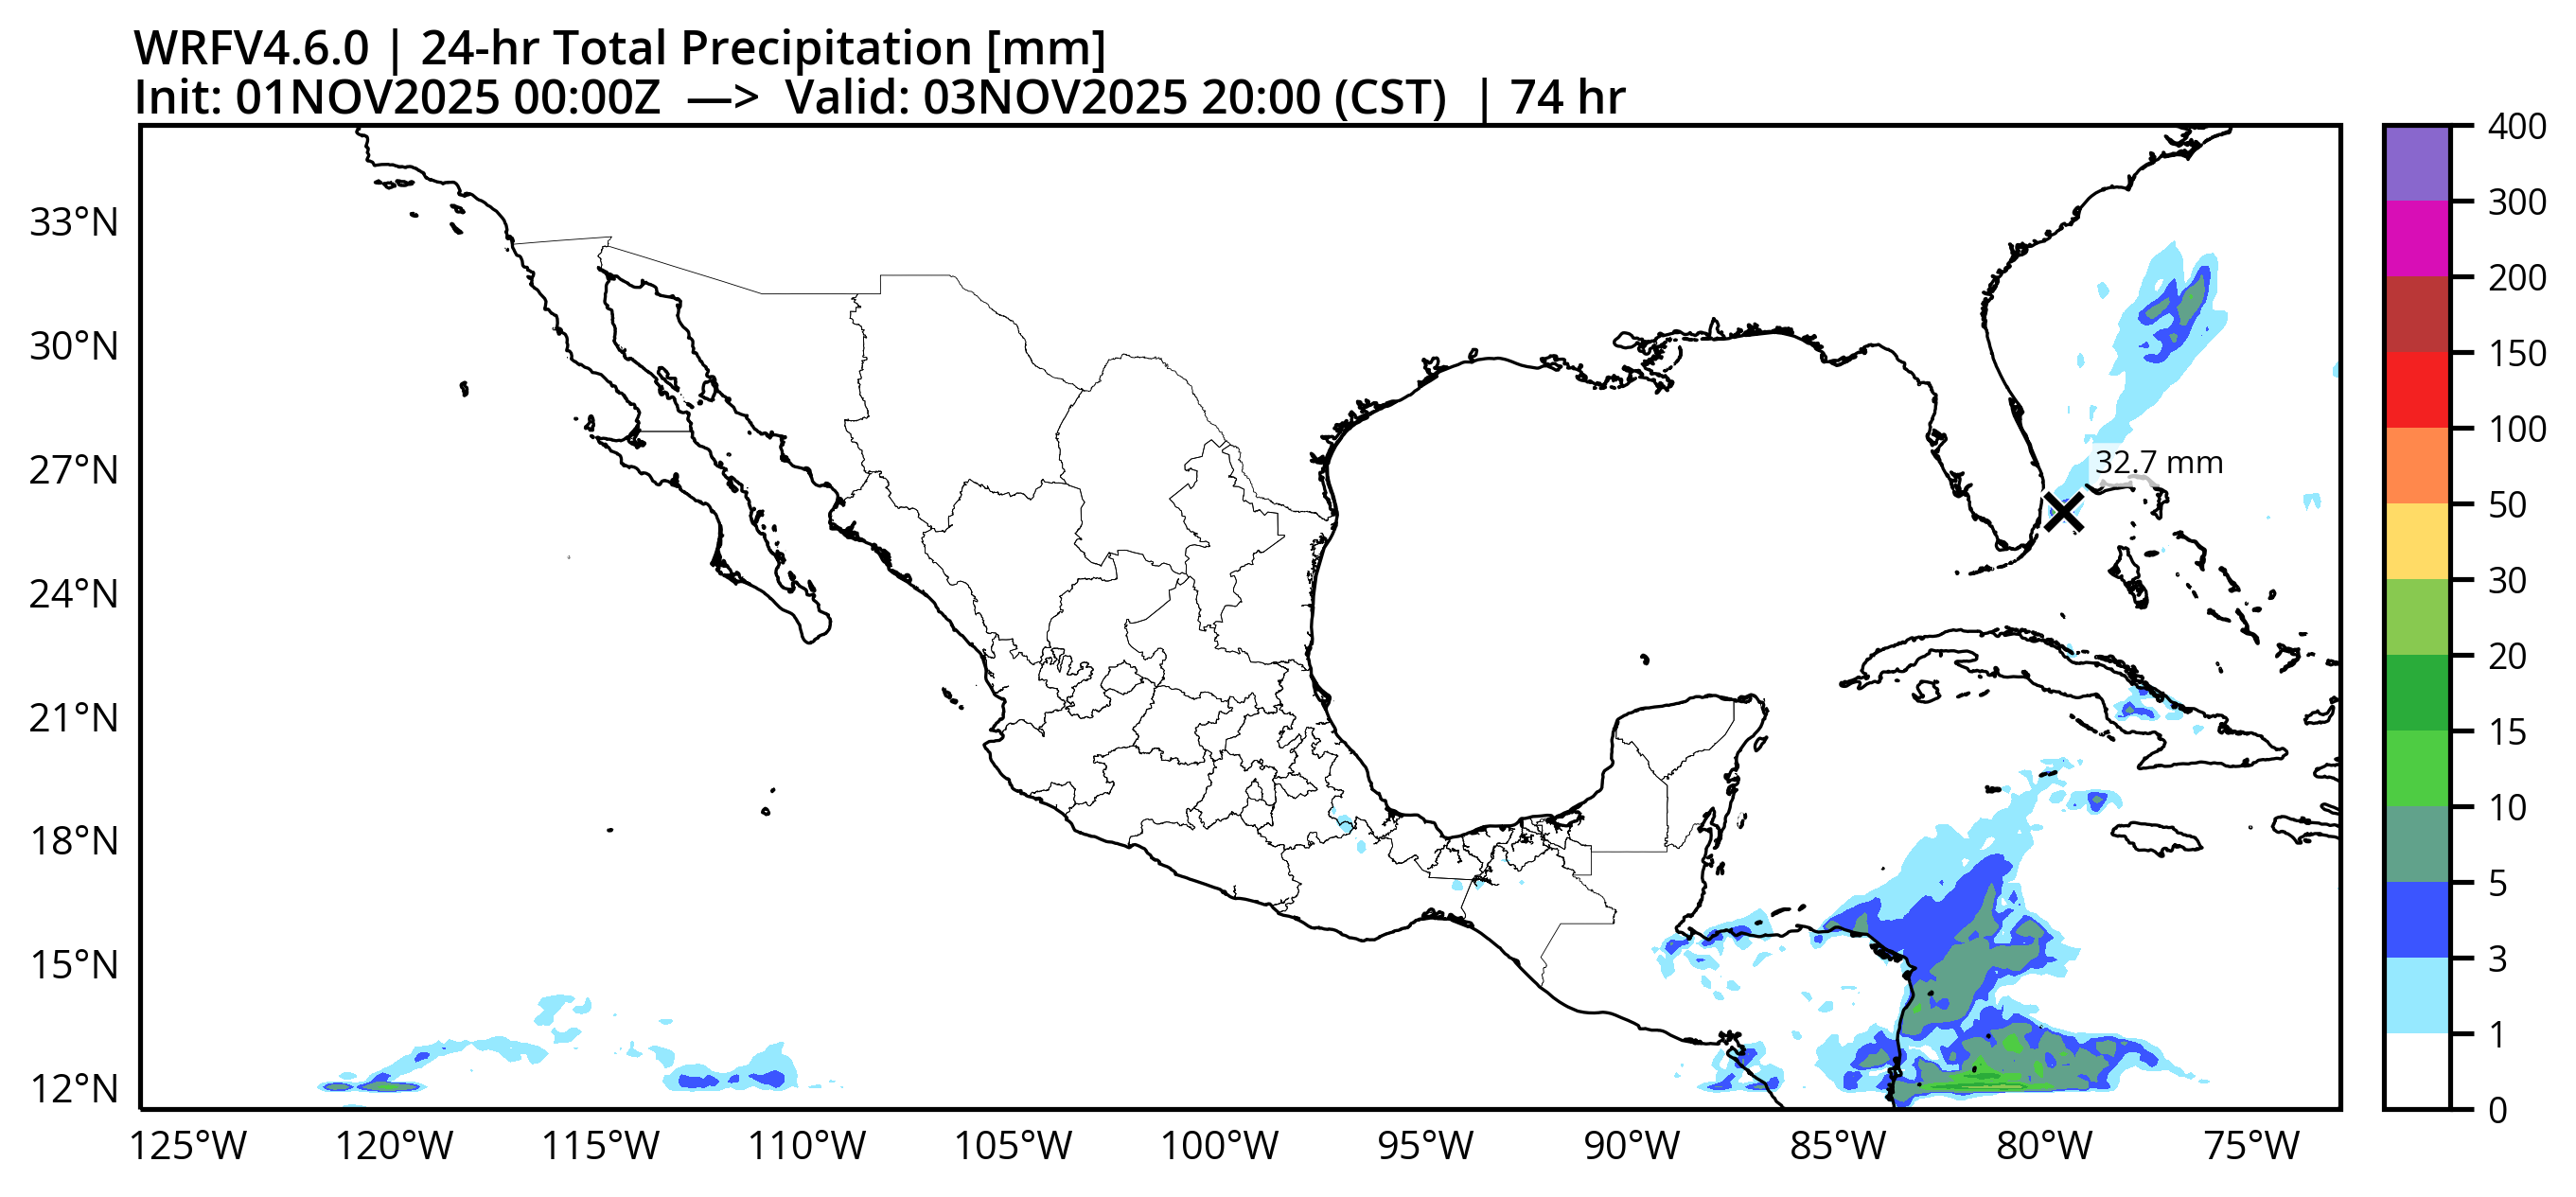 WRFV4.6.0 | 24-hr Total Precipitation [mm]
Init: 01NOV2025 00:00Z —> Valid: 03NOV2025 20:00 (CST) | 74 hr
33°N
30°N
27°N
24°N
21°N
18°N
15°N
12°N
32.7 mm
125°W 120°W 115°W 110°W 105°W 100°W 95°W 90°W 85°W 80°W 75°W
400
300
200
150
100
50
30
20
15
10
5
3
1
0